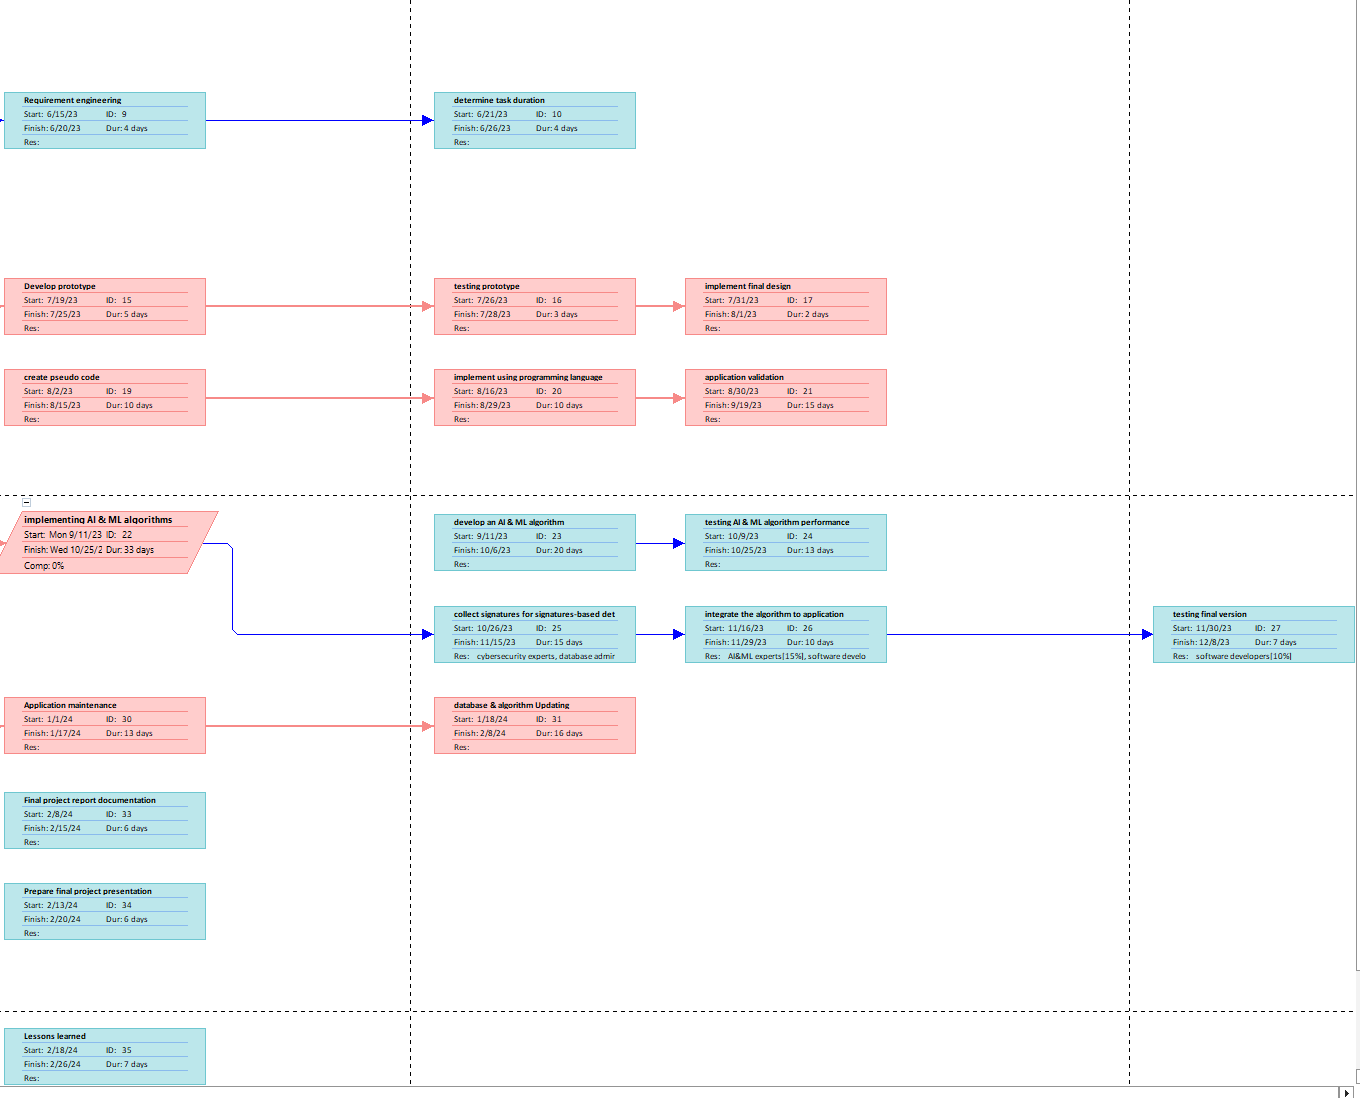 Requirement engineering
Start: 6/15/23 ID: 9
Finish: 6/20/23 Dur: 4 days
Res:
determine task duration
Start: 6/21/23 ID: 10
Finish: 6/26/23 Dur: 4 days
Res:
Develop prototype
Start: 7/19/23 ID: 15
Finish: 7/25/23 Dur: 5 days
Res:
testing prototype
Start: 7/26/23 ID: 16
Finish: 7/28/23 Dur: 3 days
Res:
implement final design
Start: 7/31/23 ID: 17
Finish: 8/1/23 Dur: 2 days
Res:
create pseudo code
Start: 8/2/23 ID: 19
Finish: 8/15/23 Dur: 10 days
Res:
implement using programming language
Start: 8/16/23 ID: 20
Finish: 8/29/23 Dur: 10 days
Res:
application validation
Start: 8/30/23 ID: 21
Finish: 9/19/23 Dur: 15 days
Res:
implementing AI & ML algorithms
Start: Mon 9/11/23 ID: 22
Finish: Wed 10/25/2 Dur: 33 days
Comp: 0%
develop an AI & ML algorithm
Start: 9/11/23 ID: 23
Finish: 10/6/23 Dur: 20 days
Res:
testing AI & ML algorithm performance
Start: 10/9/23 ID: 24
Finish: 10/25/23 Dur: 13 days
Res:
collect signatures for signatures-based det
Start: 10/26/23 ID: 25
Finish: 11/15/23 Dur: 15 days
Res: cybersecurity experts, database admir
integrate the algorithm to application
Start: 11/16/23 ID: 26
Finish: 11/29/23 Dur: 10 days
Res: AI&ML experts[15%], software develo
testing final version
Start: 11/30/23 ID: 27
Finish: 12/8/23 Dur: 7 days
Res: software developers[10%]
Application maintenance
Start: 1/1/24 ID: 30
Finish: 1/17/24 Dur: 13 days
Res:
database & algorithm Updating
Start: 1/18/24 ID: 31
Finish: 2/8/24 Dur: 16 days
Res:
Final project report documentation
Start: 2/8/24 ID: 33
Finish: 2/15/24 Dur: 6 days
Res:
Prepare final project presentation
Start: 2/13/24 ID: 34
Finish: 2/20/24 Dur: 6 days
Res:
Lessons learned
Start: 2/18/24 ID: 35
Finish: 2/26/24 Dur: 7 days
Res: